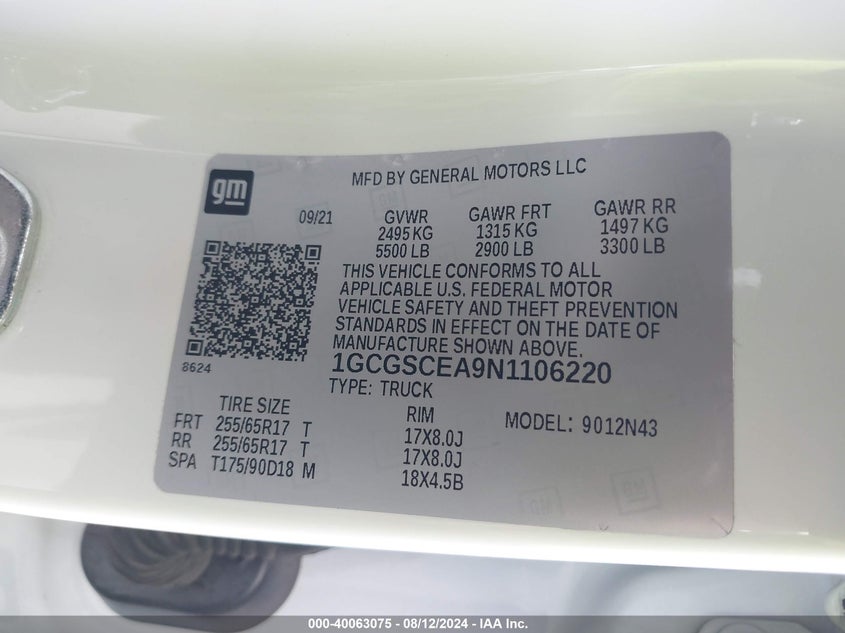 gm
MFD BY GENERAL MOTORS LLC
09/21 GVWR GAWR FRT GAWR RR
2495 KG 1315 KG 1497 KG
5500 LB 2900 LB 3300 LB
THIS VEHICLE CONFORMS TO ALL
APPLICABLE U.S. FEDERAL MOTOR
VEHICLE SAFETY AND THEFT PREVENTION
STANDARDS IN EFFECT ON THE DATE OF
MANUFACTURE SHOWN ABOVE.
8624
1GCGSCEA9N1106220
TYPE: TRUCK
TIRE SIZE RIM MODEL: 9012N43
FRT 255/65R17 T 17X8.0J
RR 255/65R17 T 17X8.0J
SPA T175/90D18 M 18X4.5B
GM
GM
000-40063075 - 08/12/2024 - IAA Inc.